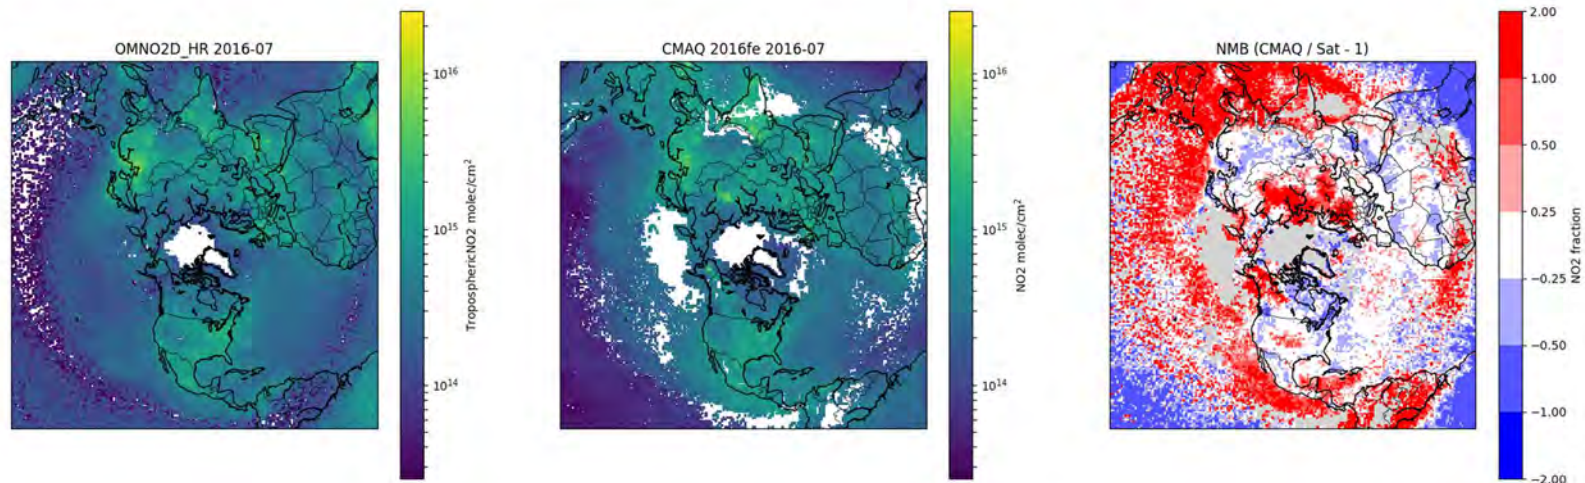 OMNO2D_HR 2016-07
10¹⁶
10¹⁵
10¹⁴
TroposphericNO2 molec/cm²
CMAQ 2016fe 2016-07
10¹⁶
10¹⁵
10¹⁴
NO2 molec/cm²
NMB (CMAQ / Sat - 1)
2.00
1.00
0.50
0.25
−0.25
−0.50
−1.00
−2.00
NO2 fraction